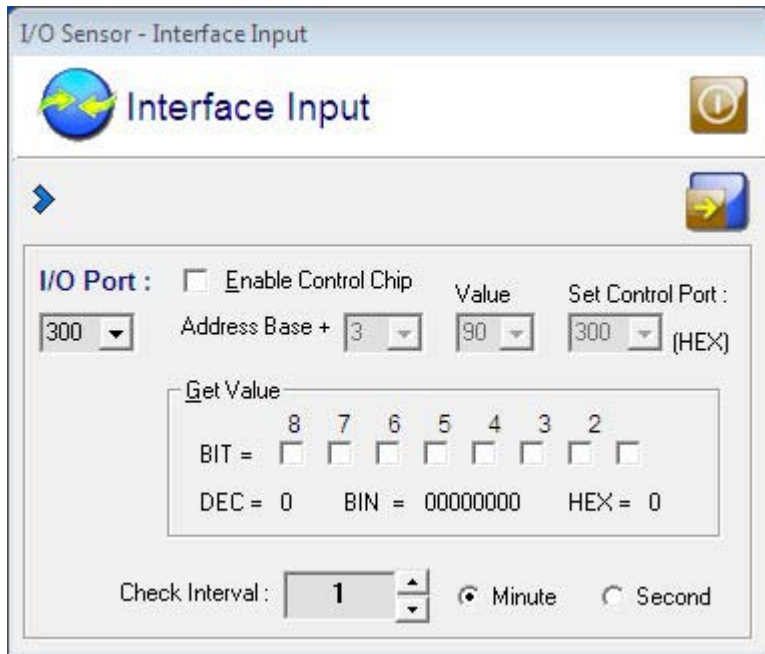 I/O Sensor - Interface Input
Interface Input
I/O Port : Enable Control Chip Value Set Control Port :
300 Address Base + 3 90 300 (HEX)
Get Value
8 7 6 5 4 3 2
BIT =
DEC = 0 BIN = 00000000 HEX = 0
Check Interval : 1 Minute Second